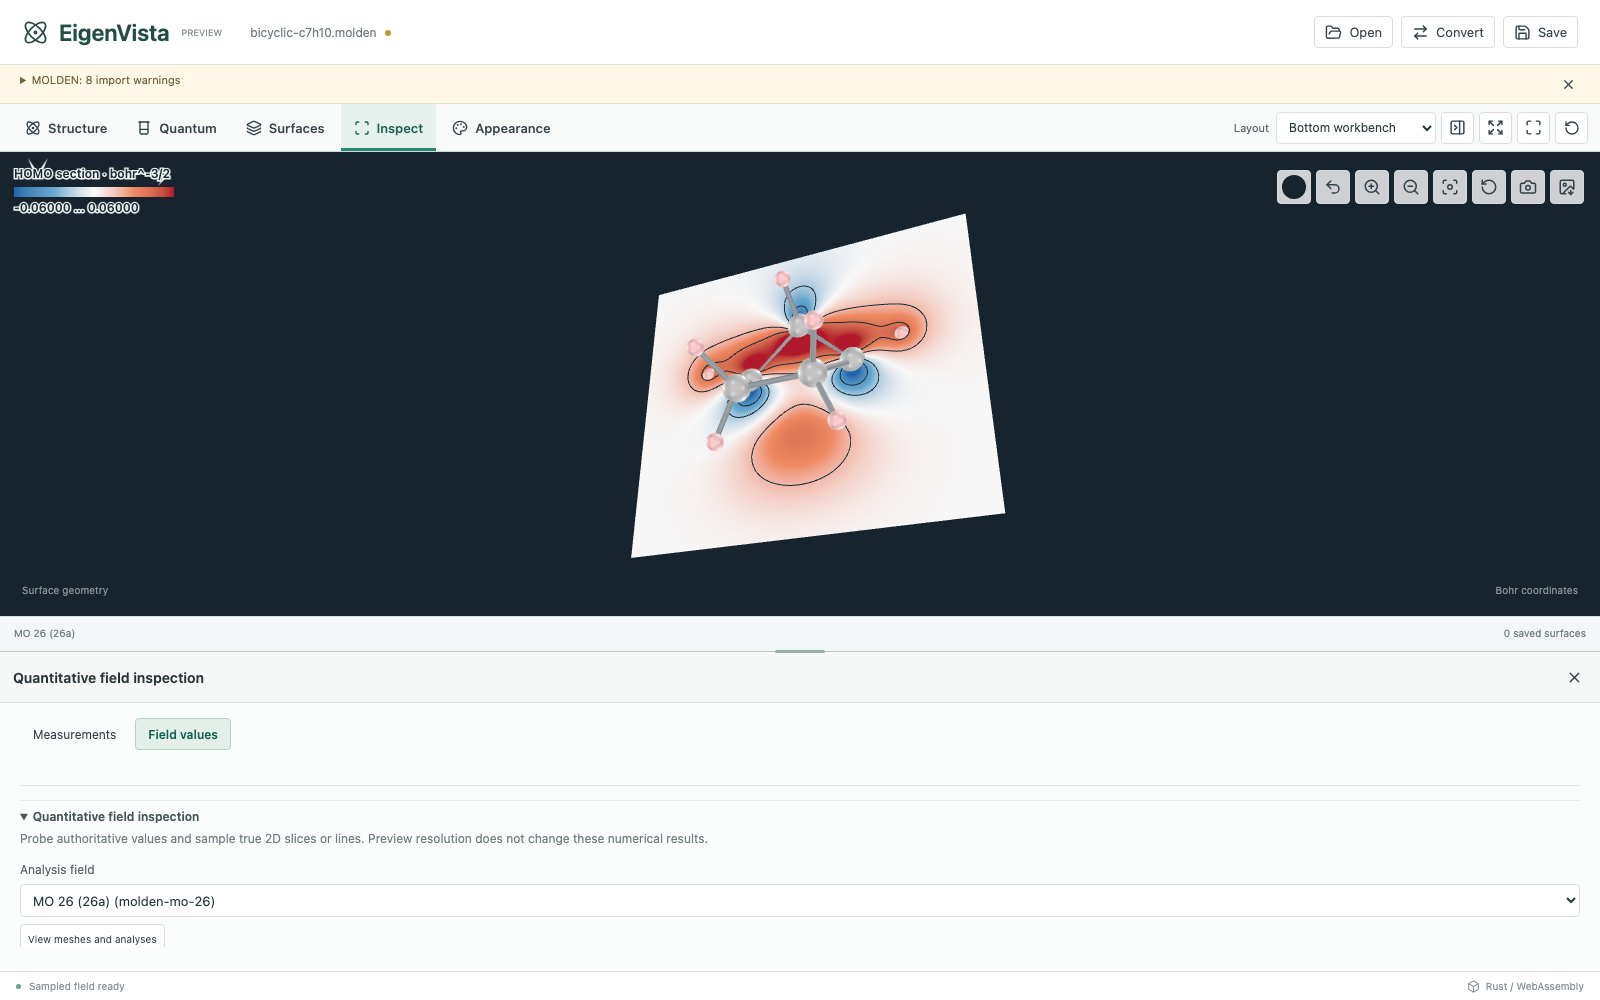 EigenVista PREVIEW bicyclic-c7h10.molden
Open Convert Save
MOLDEN: 8 import warnings
Structure Quantum Surfaces Inspect Appearance
Layout Bottom workbench
HOMO section · bohr^-3/2
-0.06000 ... 0.06000
Surface geometry
Bohr coordinates
MO 26 (26a)
0 saved surfaces
Quantitative field inspection
Measurements Field values
Quantitative field inspection
Probe authoritative values and sample true 2D slices or lines. Preview resolution does not change these numerical results.
Analysis field
MO 26 (26a) (molden-mo-26)
View meshes and analyses
Sampled field ready
Rust / WebAssembly